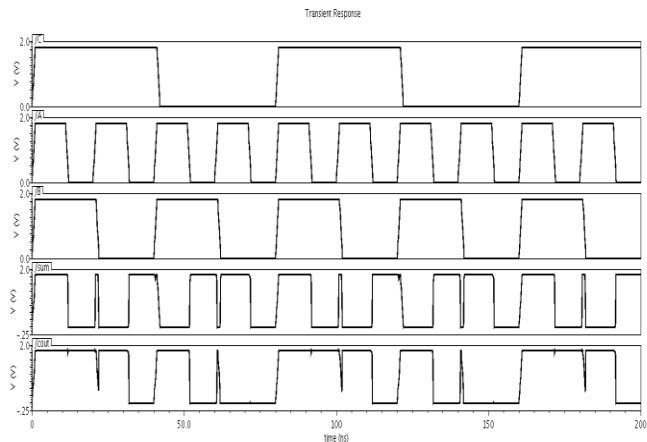 Transient Response
/C
2.0
(V)
0.0
/A
2.0
(V)
0.0
/B
2.0
(V)
0.0
/sum
2.0
(V)
-.25
/cout
2.0
(V)
-.25
0 50.0 100 150 200
time (ns)